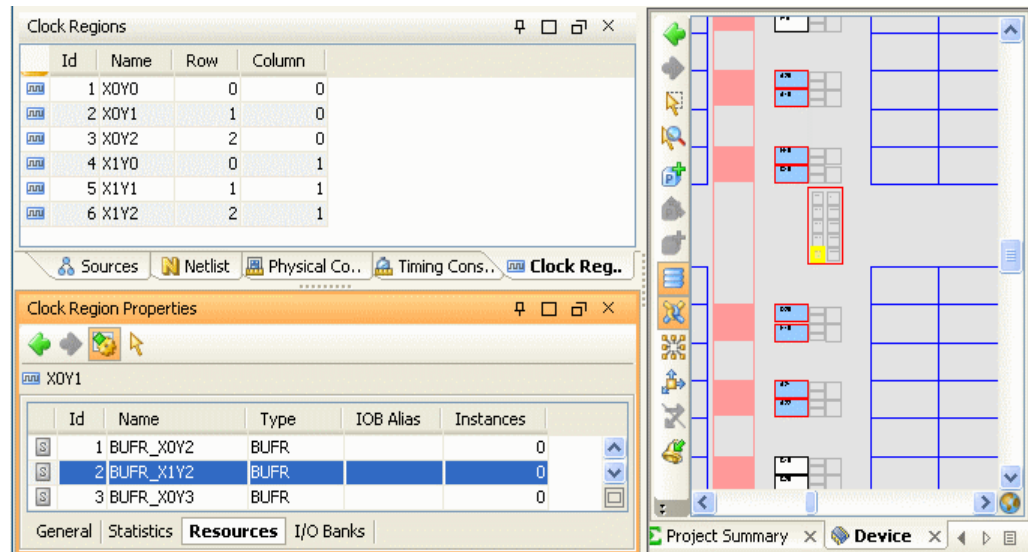 Clock Regions
Id Name Row Column
1 X0Y0 0 0
2 X0Y1 1 0
3 X0Y2 2 0
4 X1Y0 0 1
5 X1Y1 1 1
6 X1Y2 2 1
Sources Netlist Physical Co.. Timing Cons.. Clock Reg..
Clock Region Properties
X0Y1
Id Name Type IOB Alias Instances
S 1 BUFR_X0Y2 BUFR 0
S 2 BUFR_X1Y2 BUFR 0
S 3 BUFR_X0Y3 BUFR 0
General Statistics Resources I/O Banks
Project Summary Device